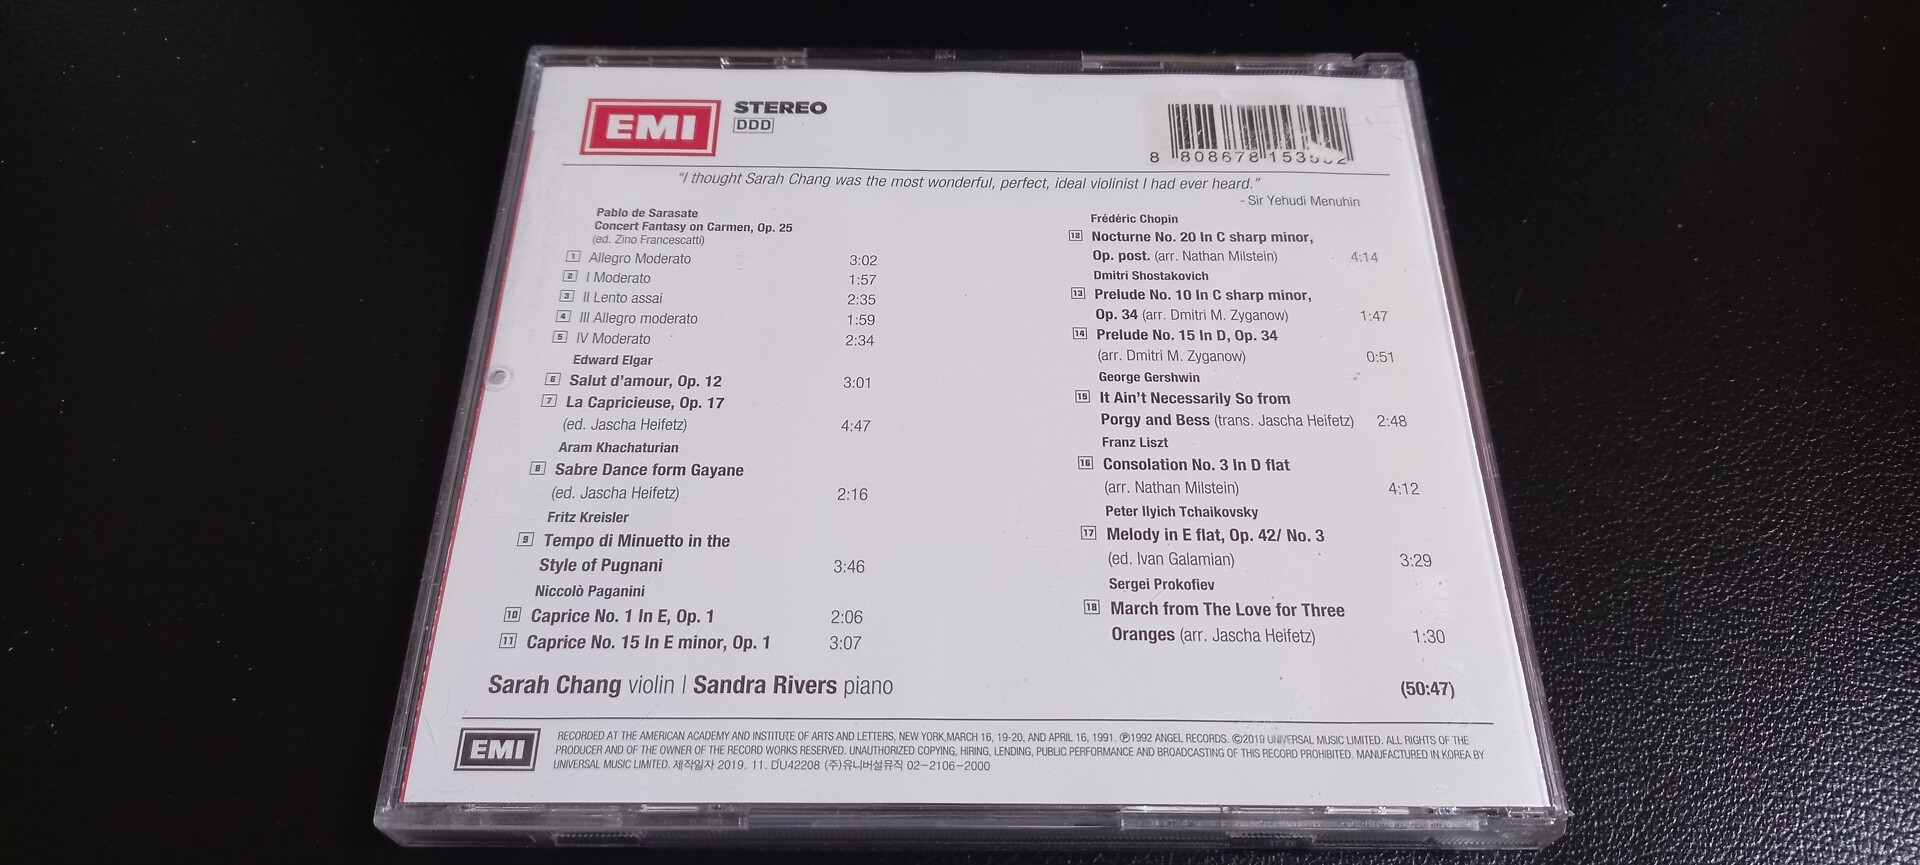 EMI
STEREO
DDD
8 808678 153
"I thought Sarah Chang was the most wonderful, perfect, ideal violinist I had ever heard."
- Sir Yehudi Menuhin
Pablo de Sarasate
Concert Fantasy on Carmen, Op. 25
(ed. Zino Francescatti)
1 Allegro Moderato 3:02
2 I Moderato 1:57
3 II Lento assai 2:35
4 III Allegro moderato 1:59
5 IV Moderato 2:34
Edward Elgar
6 Salut d'amour, Op. 12 3:01
7 La Capricieuse, Op. 17
(ed. Jascha Heifetz) 4:47
Aram Khachaturian
8 Sabre Dance form Gayane
(ed. Jascha Heifetz) 2:16
Fritz Kreisler
9 Tempo di Minuetto in the
Style of Pugnani 3:46
Niccolò Paganini
10 Caprice No. 1 In E, Op. 1 2:06
11 Caprice No. 15 In E minor, Op. 1 3:07
Frédéric Chopin
12 Nocturne No. 20 In C sharp minor,
Op. post. (arr. Nathan Milstein) 4:14
Dmitri Shostakovich
13 Prelude No. 10 In C sharp minor,
Op. 34 (arr. Dmitri M. Zyganow) 1:47
14 Prelude No. 15 In D, Op. 34
(arr. Dmitri M. Zyganow) 0:51
George Gershwin
15 It Ain't Necessarily So from
Porgy and Bess (trans. Jascha Heifetz) 2:48
Franz Liszt
16 Consolation No. 3 In D flat
(arr. Nathan Milstein) 4:12
Peter Ilyich Tchaikovsky
17 Melody in E flat, Op. 42/ No. 3
(ed. Ivan Galamian) 3:29
Sergei Prokofiev
18 March from The Love for Three
Oranges (arr. Jascha Heifetz) 1:30
Sarah Chang violin | Sandra Rivers piano (50:47)
EMI
RECORDED AT THE AMERICAN ACADEMY AND INSTITUTE OF ARTS AND LETTERS, NEW YORK,MARCH 16, 19-20, AND APRIL 16, 1991. ℗1992 ANGEL RECORDS. ©2019 UNIVERSAL MUSIC LIMITED. ALL RIGHTS OF THE
PRODUCER AND OF THE OWNER OF THE RECORD WORKS RESERVED. UNAUTHORIZED COPYING, HIRING, LENDING, PUBLIC PERFORMANCE AND BROADCASTING OF THIS RECORD PROHIBITED. MANUFACTURED IN KOREA BY
UNIVERSAL MUSIC LIMITED. 제작일자 2019. 11. DU42208 (주)유니버설뮤직 02-2106-2000